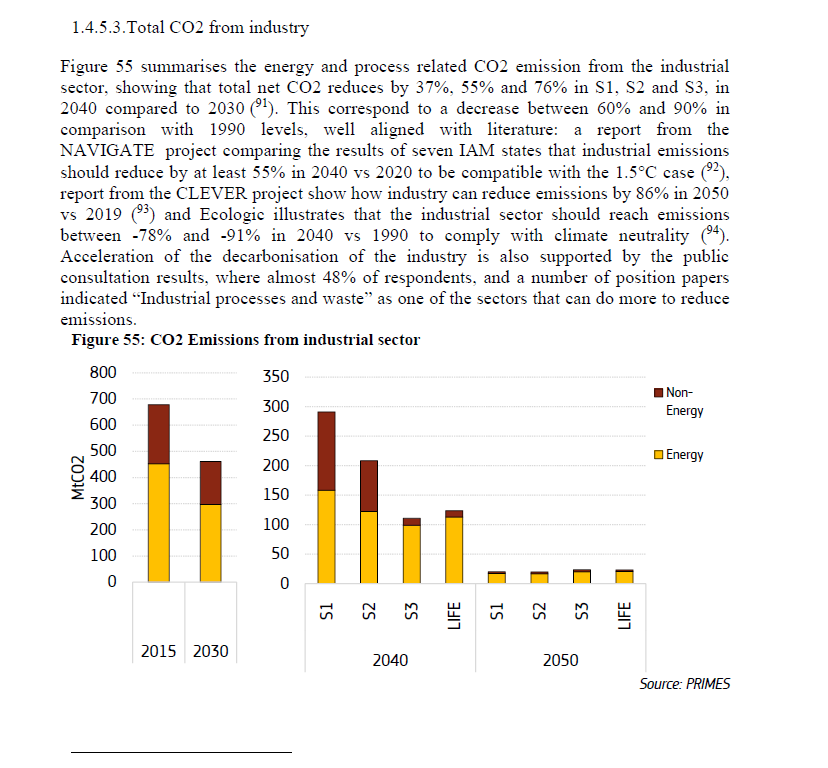 1.4.5.3.Total CO2 from industry
Figure 55 summarises the energy and process related CO2 emission from the industrial
sector, showing that total net CO2 reduces by 37%, 55% and 76% in S1, S2 and S3, in
2040 compared to 2030 (⁹¹). This correspond to a decrease between 60% and 90% in
comparison with 1990 levels, well aligned with literature: a report from the
NAVIGATE project comparing the results of seven IAM states that industrial emissions
should reduce by at least 55% in 2040 vs 2020 to be compatible with the 1.5°C case (⁹²),
report from the CLEVER project show how industry can reduce emissions by 86% in 2050
vs 2019 (⁹³) and Ecologic illustrates that the industrial sector should reach emissions
between -78% and -91% in 2040 vs 1990 to comply with climate neutrality (⁹⁴).
Acceleration of the decarbonisation of the industry is also supported by the public
consultation results, where almost 48% of respondents, and a number of position papers
indicated “Industrial processes and waste” as one of the sectors that can do more to reduce
emissions.
Figure 55: CO2 Emissions from industrial sector
MtCO2
800
700
600
500
400
300
200
100
0
2015 2030
350
300
250
200
150
100
50
0
S1 S2 S3 LIFE S1 S2 S3 LIFE
2040 2050
Non-
Energy
Energy
Source: PRIMES